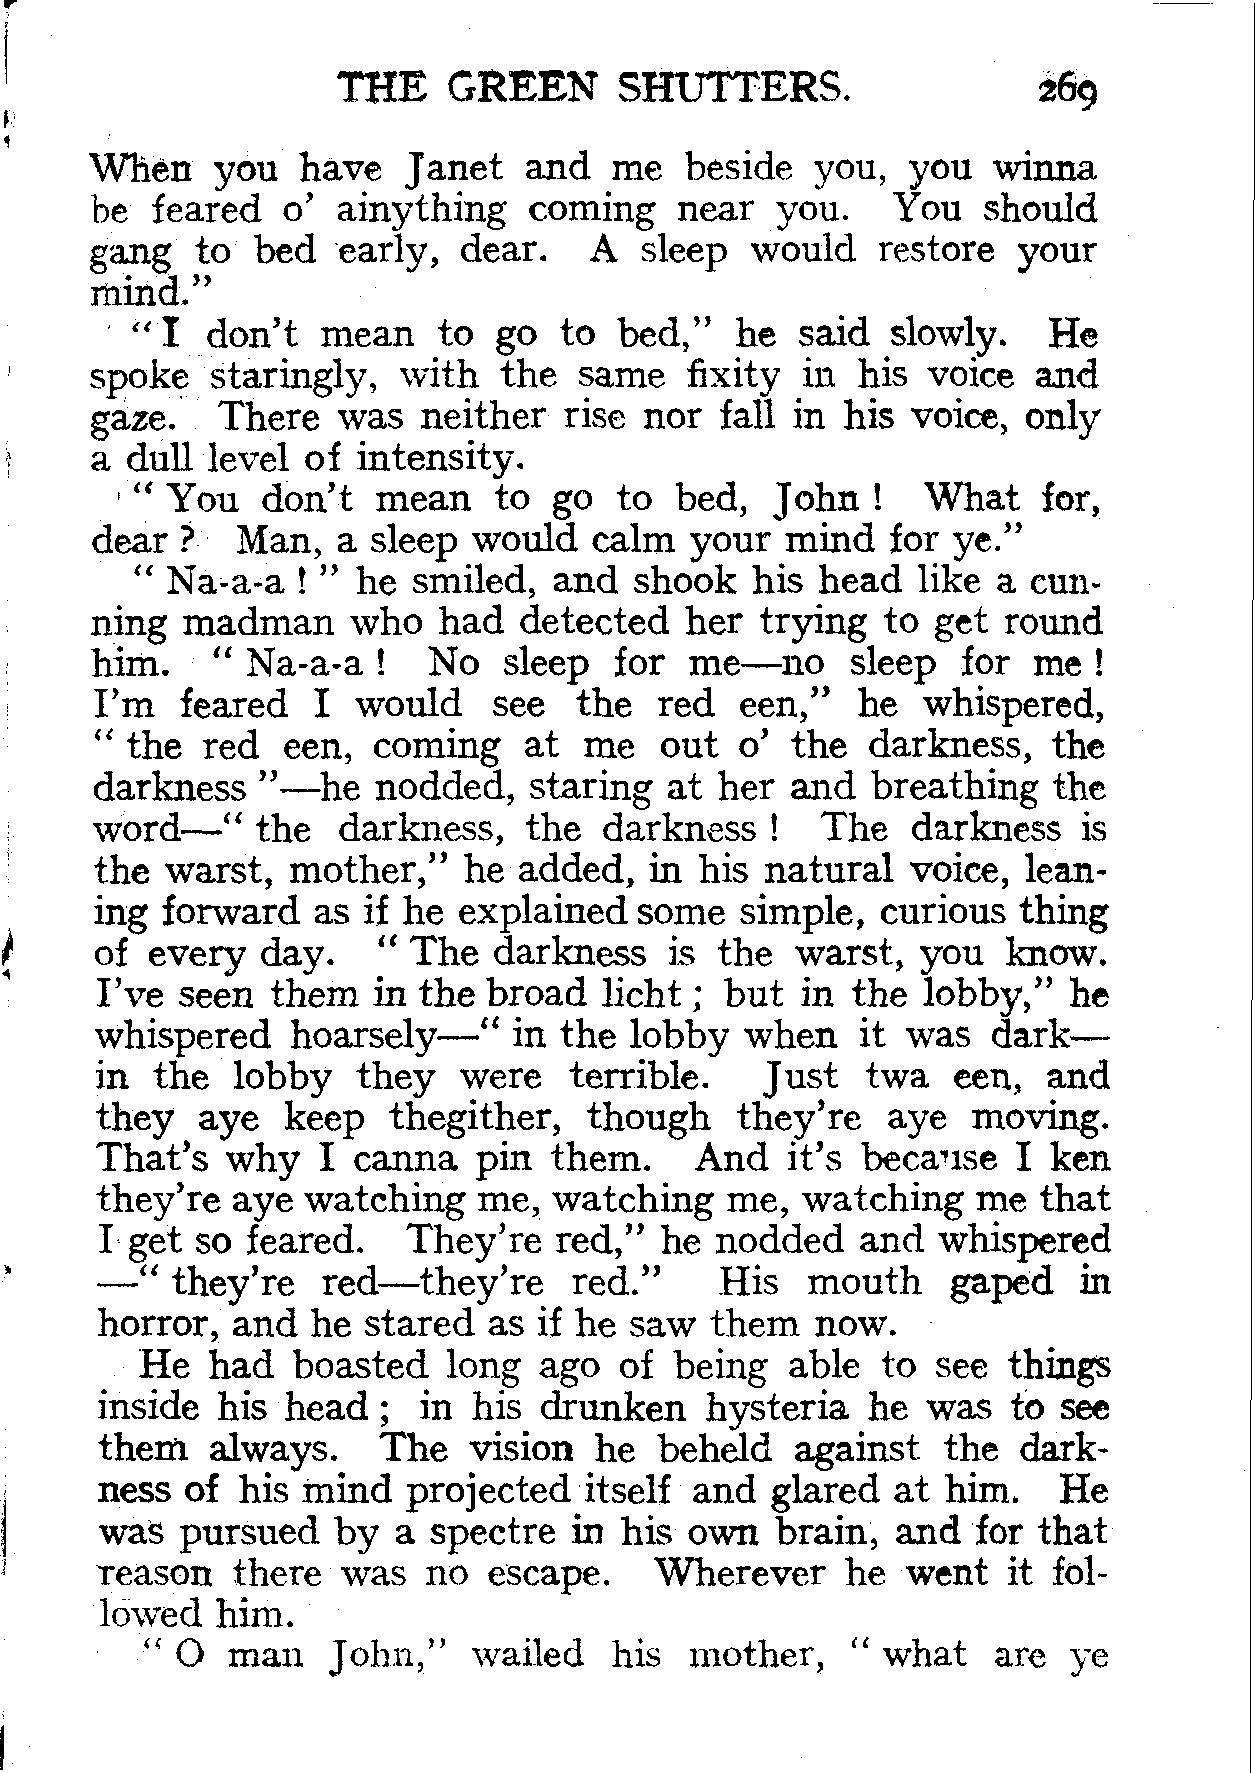 THE GREEN SHUTTERS. 269
When you have Janet and me beside you, you winna
be feared o' ainything coming near you. You should
gang to bed early, dear. A sleep would restore your
mind."
"I don't mean to go to bed," he said slowly. He
spoke staringly, with the same fixity in his voice and
gaze. There was neither rise nor fall in his voice, only
a dull level of intensity.
"You don't mean to go to bed, John! What for,
dear? Man, a sleep would calm your mind for ye."
"Na-a-a!" he smiled, and shook his head like a cun-
ning madman who had detected her trying to get round
him. "Na-a-a! No sleep for me—no sleep for me!
I'm feared I would see the red een," he whispered,
"the red een, coming at me out o' the darkness, the
darkness"—he nodded, staring at her and breathing the
word—"the darkness, the darkness! The darkness is
the warst, mother," he added, in his natural voice, lean-
ing forward as if he explained some simple, curious thing
of every day. "The darkness is the warst, you know.
I've seen them in the broad licht; but in the lobby," he
whispered hoarsely—"in the lobby when it was dark—
in the lobby they were terrible. Just twa een, and
they aye keep thegither, though they're aye moving.
That's why I canna pin them. And it's because I ken
they're aye watching me, watching me, watching me that
I get so feared. They're red," he nodded and whispered
—"they're red—they're red." His mouth gaped in
horror, and he stared as if he saw them now.
He had boasted long ago of being able to see things
inside his head; in his drunken hysteria he was to see
them always. The vision he beheld against the dark-
ness of his mind projected itself and glared at him. He
was pursued by a spectre in his own brain, and for that
reason there was no escape. Wherever he went it fol-
lowed him.
"O man John," wailed his mother, "what are ye